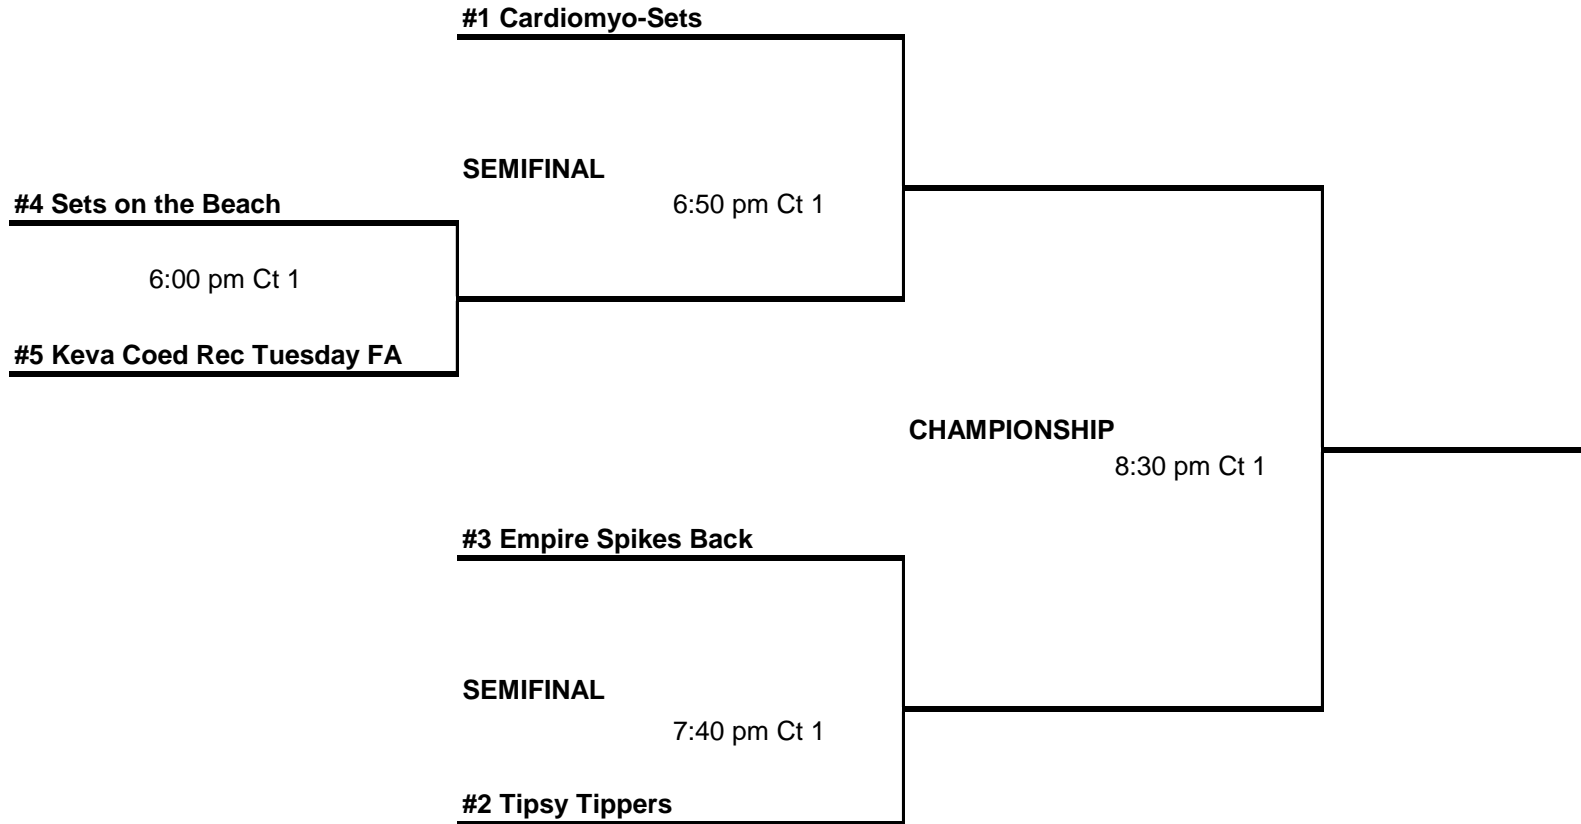 #1 Cardiomyo-Sets
SEMIFINAL
6:50 pm Ct 1
#4 Sets on the Beach
6:00 pm Ct 1
#5 Keva Coed Rec Tuesday FA
CHAMPIONSHIP
8:30 pm Ct 1
#3 Empire Spikes Back
SEMIFINAL
7:40 pm Ct 1
#2 Tipsy Tippers